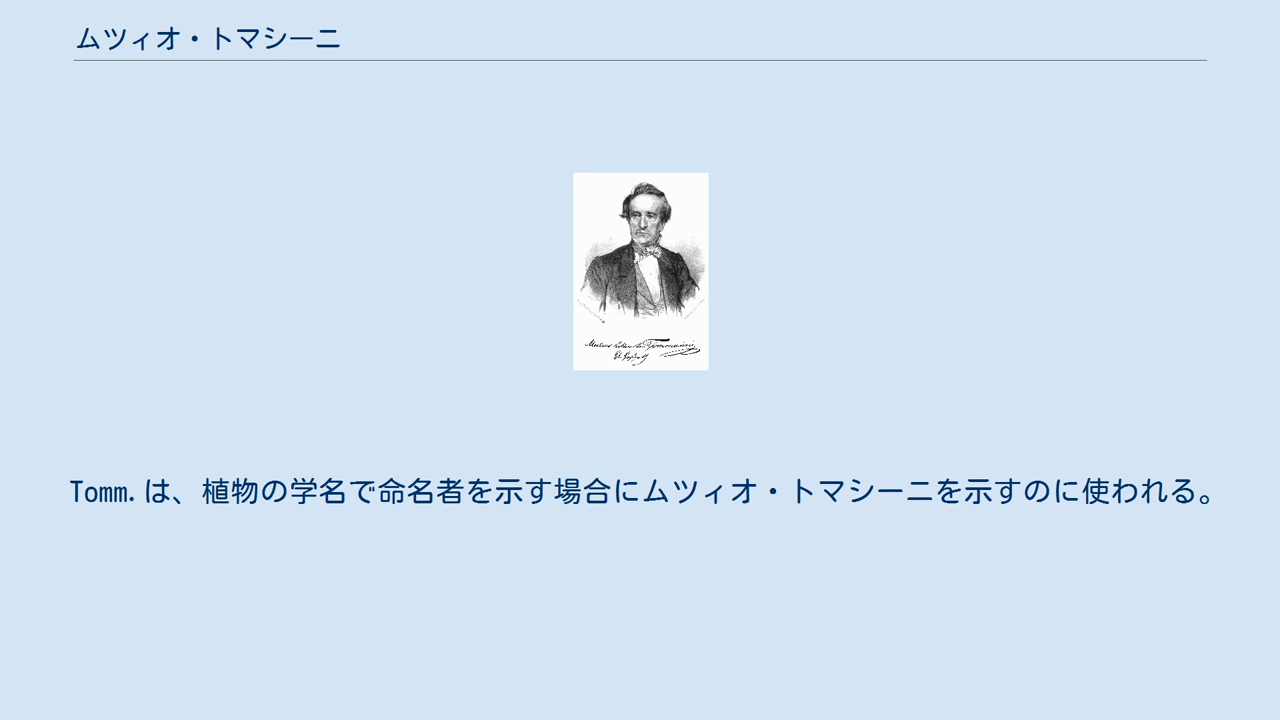 ムツィオ・トマシーニ
Tomm.は、植物の学名で命名者を示す場合にムツィオ・トマシーニを示すのに使われる。